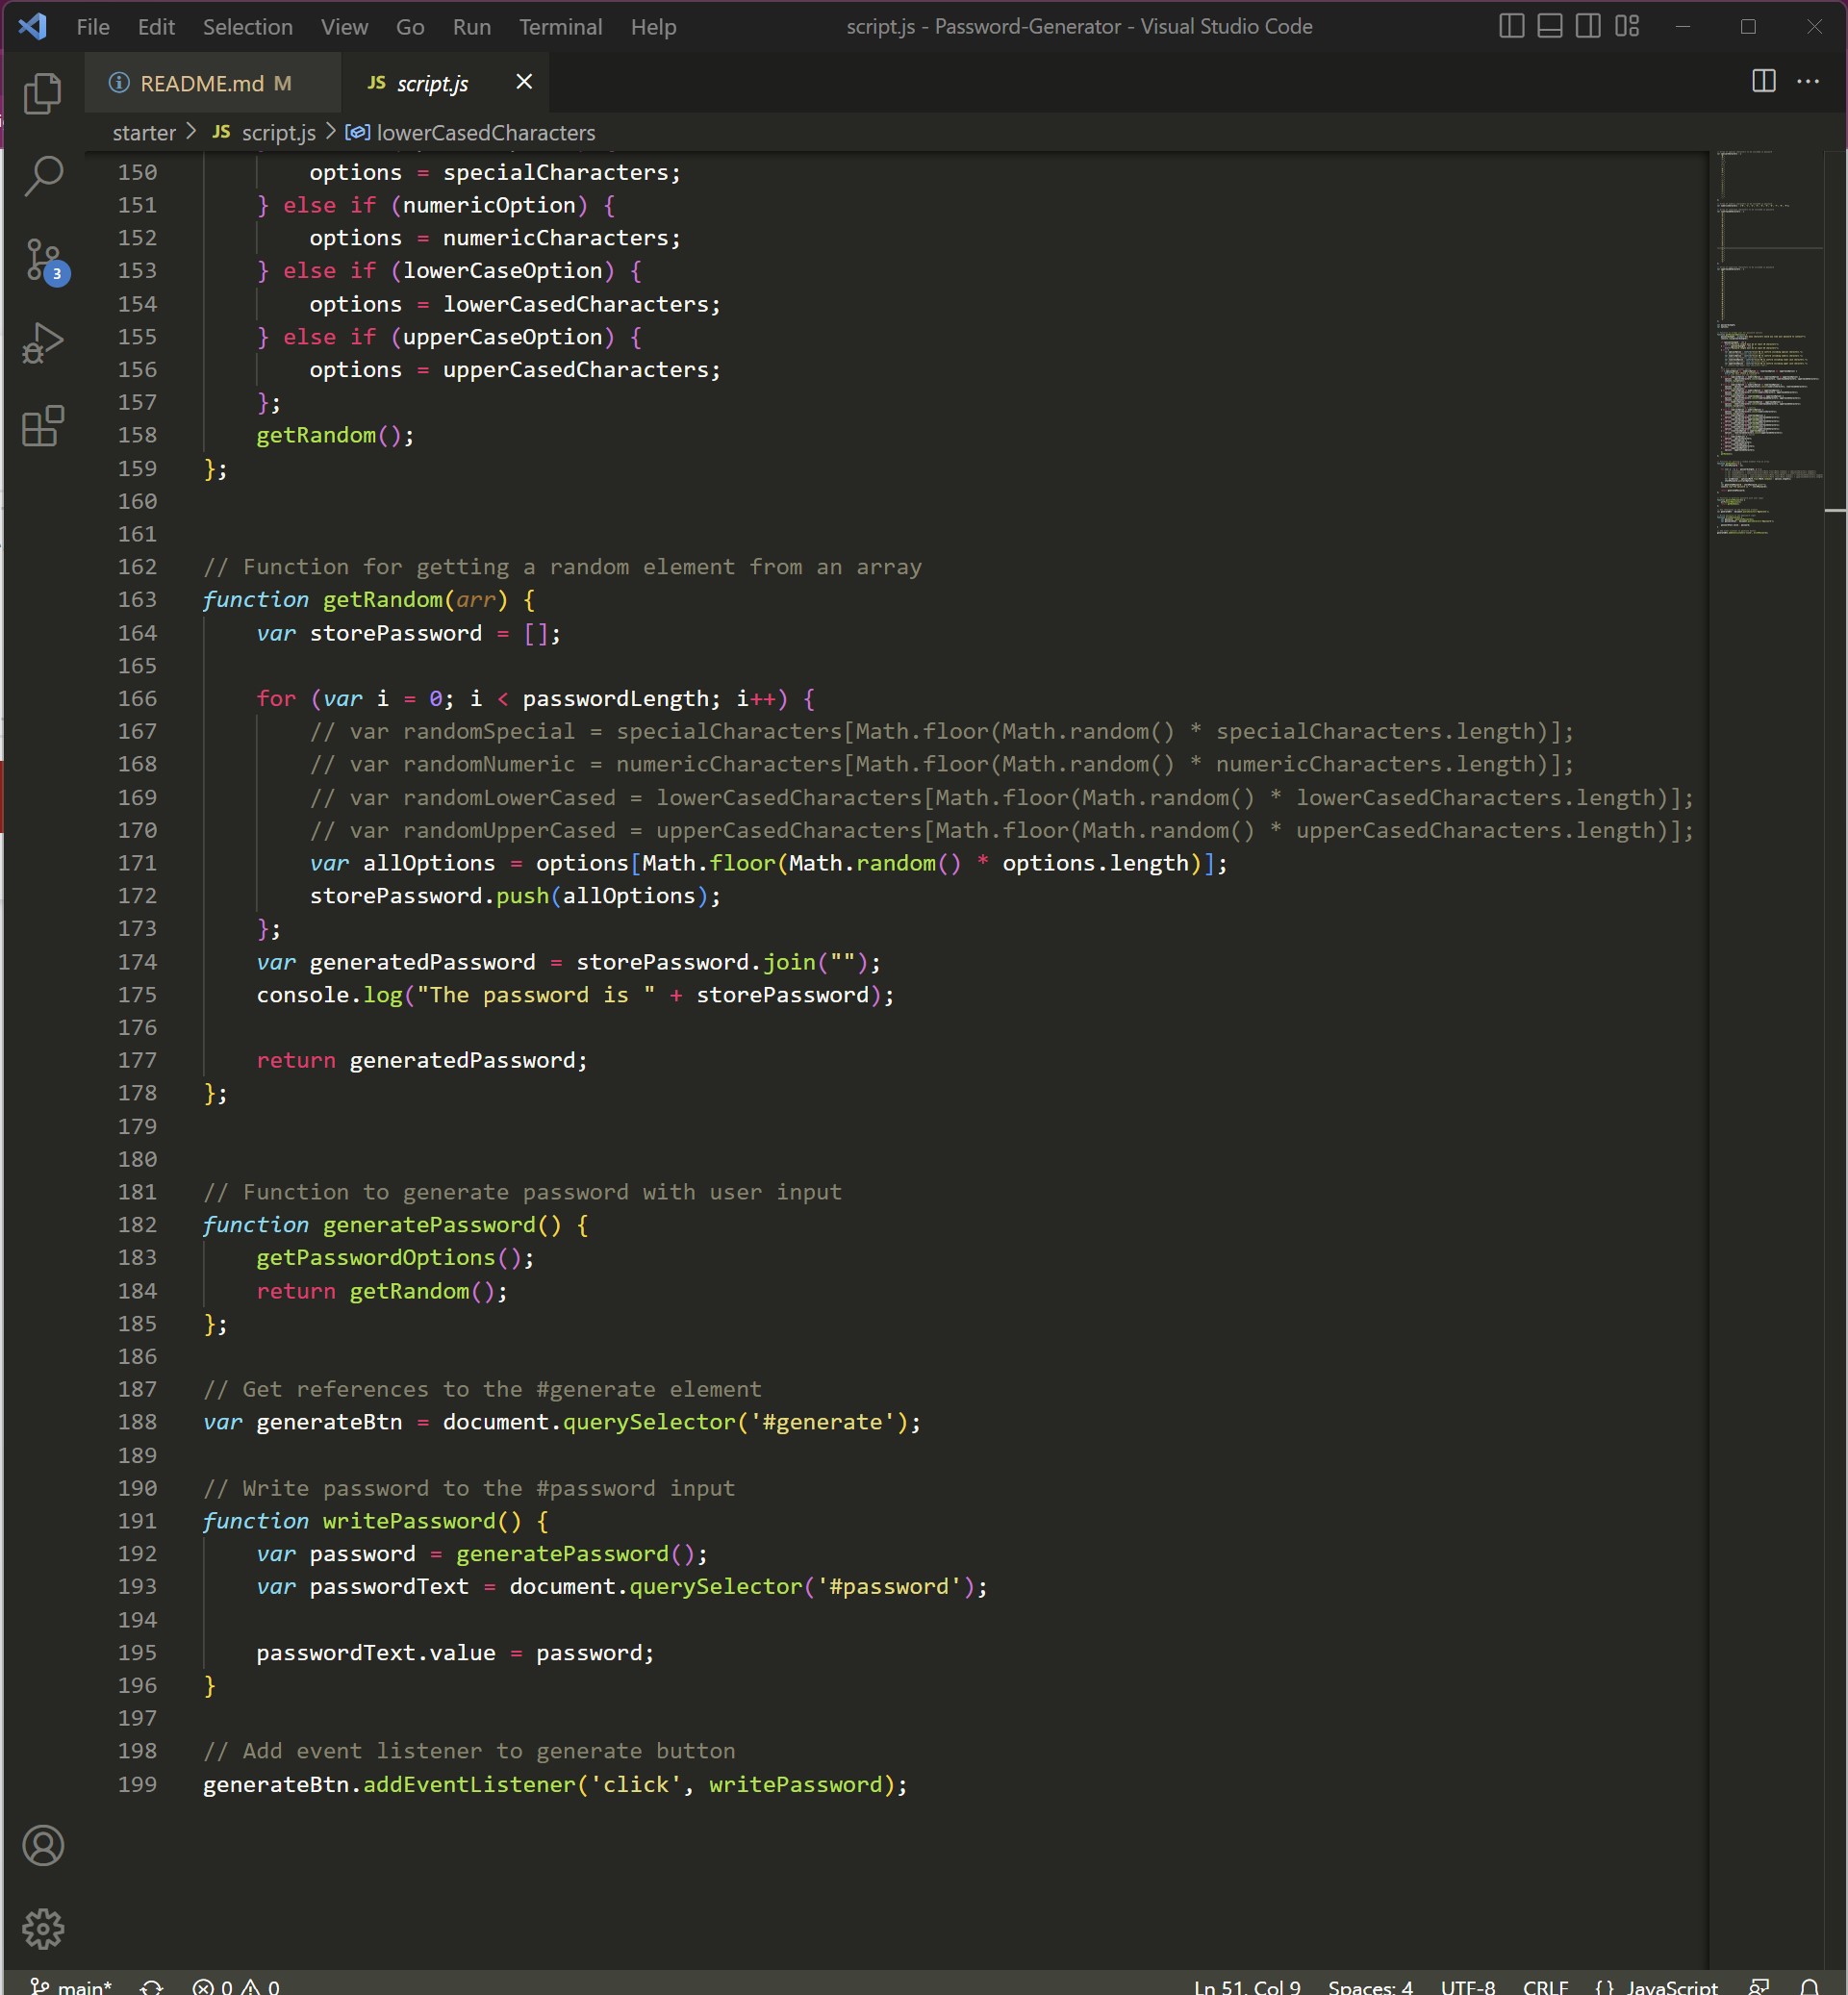 File Edit Selection View Go Run Terminal Help script.js - Password-Generator - Visual Studio Code
README.md M JS script.js
starter > JS script.js > lowerCasedCharacters
150 options = specialCharacters;
151 } else if (numericOption) {
152 options = numericCharacters;
153 } else if (lowerCaseOption) {
154 options = lowerCasedCharacters;
155 } else if (upperCaseOption) {
156 options = upperCasedCharacters;
157 };
158 getRandom();
159 };
160
161
162 // Function for getting a random element from an array
163 function getRandom(arr) {
164 var storePassword = [];
165
166 for (var i = 0; i < passwordLength; i++) {
167 // var randomSpecial = specialCharacters[Math.floor(Math.random() * specialCharacters.length)];
168 // var randomNumeric = numericCharacters[Math.floor(Math.random() * numericCharacters.length)];
169 // var randomLowerCased = lowerCasedCharacters[Math.floor(Math.random() * lowerCasedCharacters.length)];
170 // var randomUpperCased = upperCasedCharacters[Math.floor(Math.random() * upperCasedCharacters.length)];
171 var allOptions = options[Math.floor(Math.random() * options.length)];
172 storePassword.push(allOptions);
173 };
174 var generatedPassword = storePassword.join("");
175 console.log("The password is " + storePassword);
176
177 return generatedPassword;
178 };
179
180
181 // Function to generate password with user input
182 function generatePassword() {
183 getPasswordOptions();
184 return getRandom();
185 };
186
187 // Get references to the #generate element
188 var generateBtn = document.querySelector('#generate');
189
190 // Write password to the #password input
191 function writePassword() {
192 var password = generatePassword();
193 var passwordText = document.querySelector('#password');
194
195 passwordText.value = password;
196 }
197
198 // Add event listener to generate button
199 generateBtn.addEventListener('click', writePassword);
3
main* 0 0 Ln 51, Col 9 Spaces: 4 UTF-8 CRLF {} JavaScript